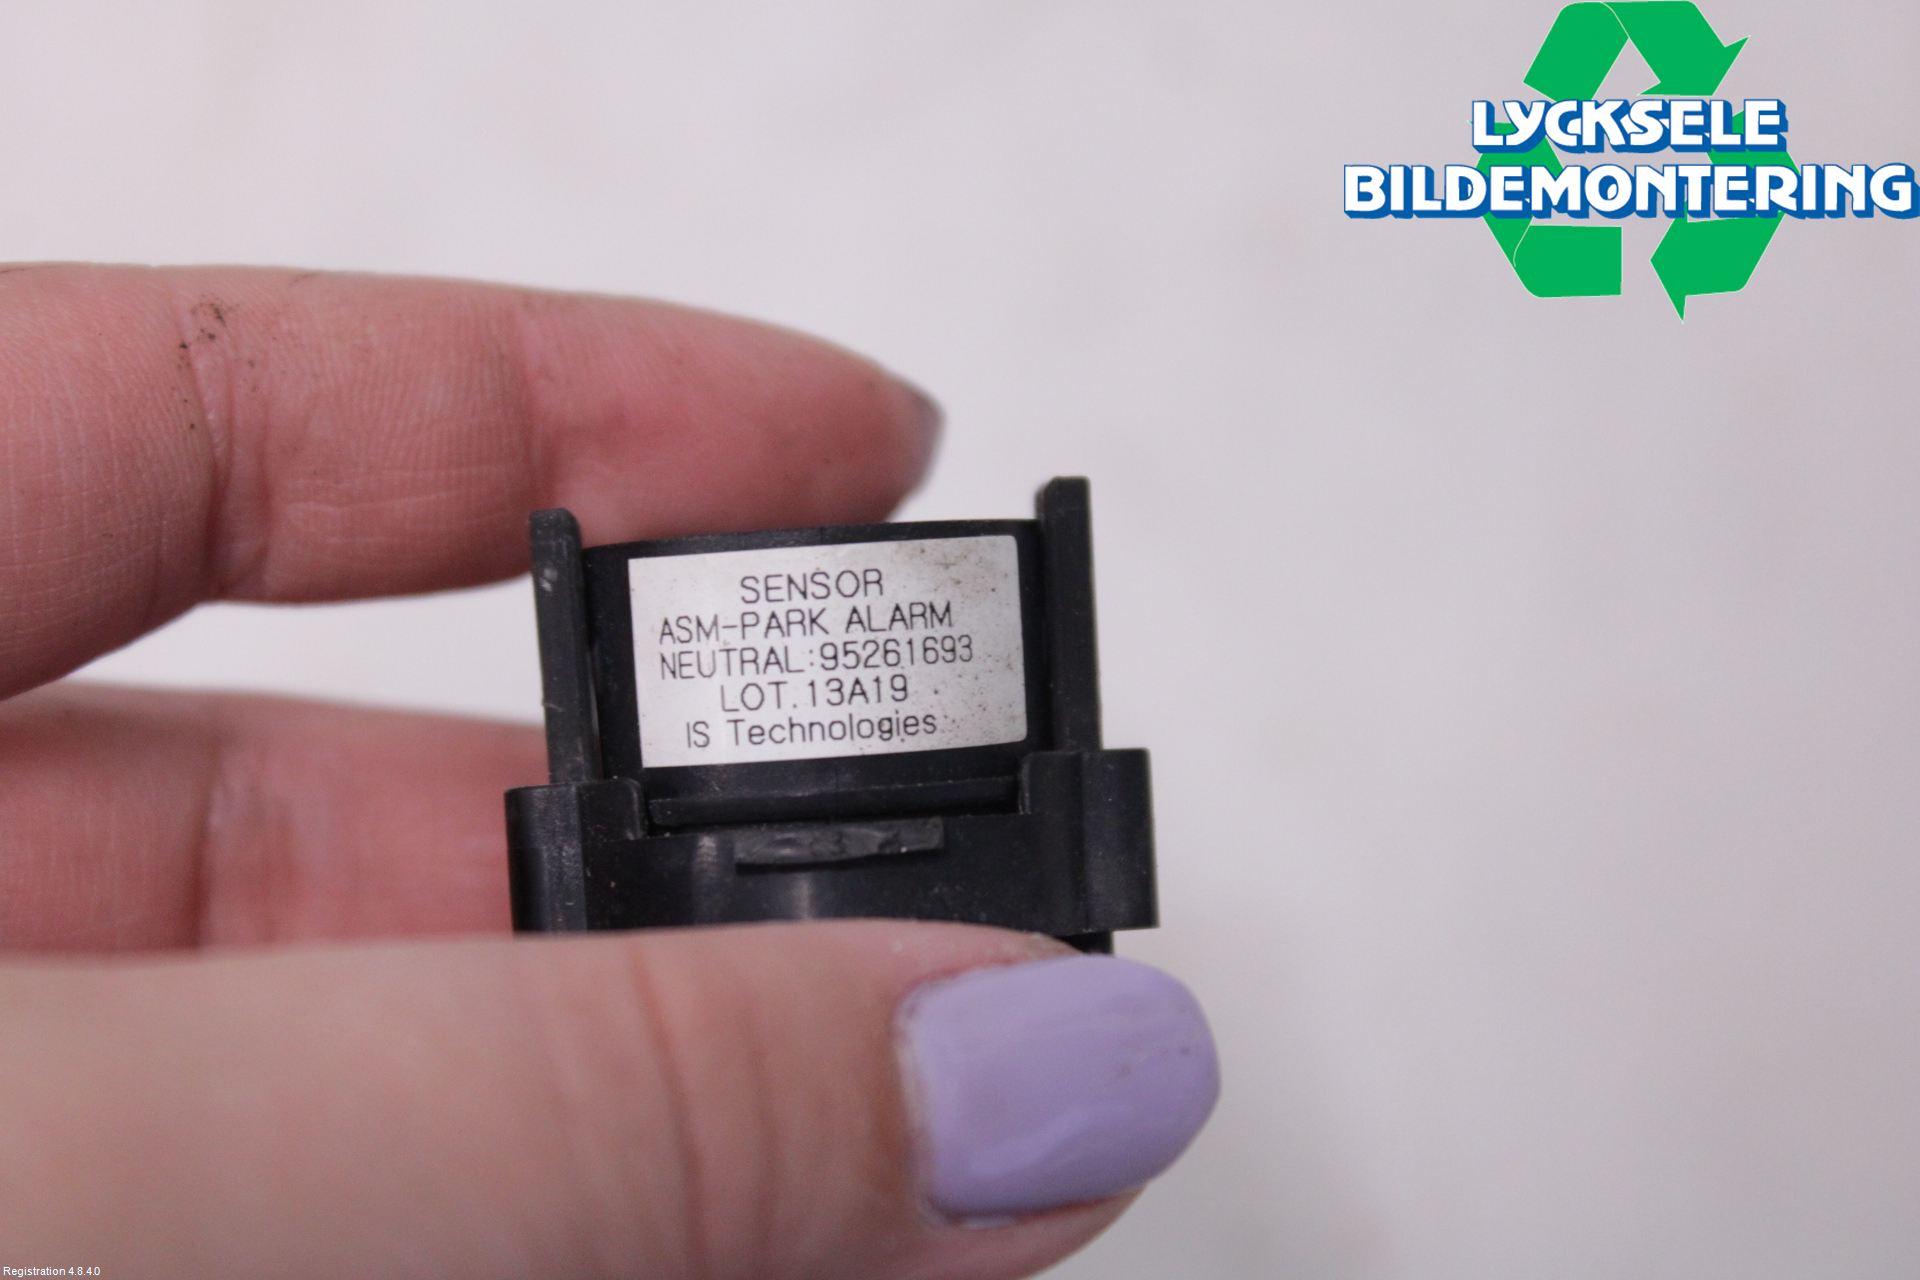 LYCKSELE
BILDEMONTERING
SENSOR
ASM-PARK ALARM
NEUTRAL:95261693
LOT.13A19
IS Technologies
Registration 4.8.4.0